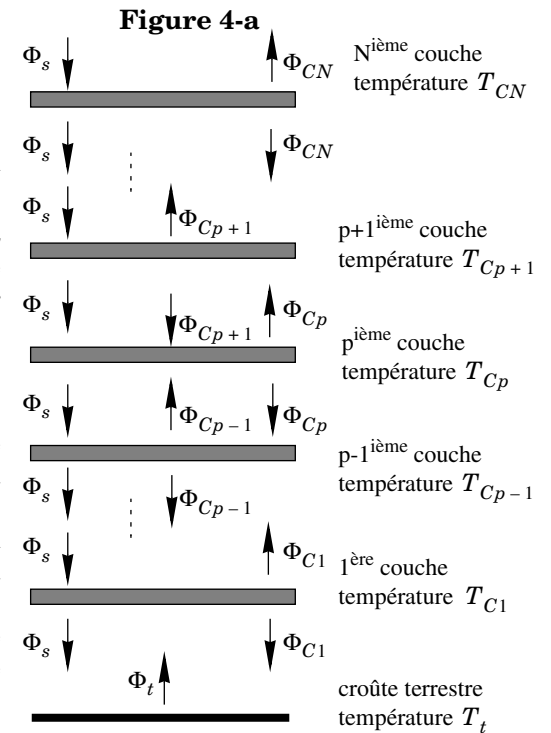 Figure 4-a
Φs ΦCN Nième couche
température TCN
Φs ΦCN
Φs ΦCp + 1 p+1ième couche
température TCp + 1
Φs ΦCp + 1 ΦCp
pième couche
température TCp
Φs ΦCp – 1 ΦCp
p-1ième couche
température TCp – 1
Φs ΦCp – 1
Φs ΦC1 1ère couche
température TC1
Φs ΦC1
Φt croûte terrestre
température Tt